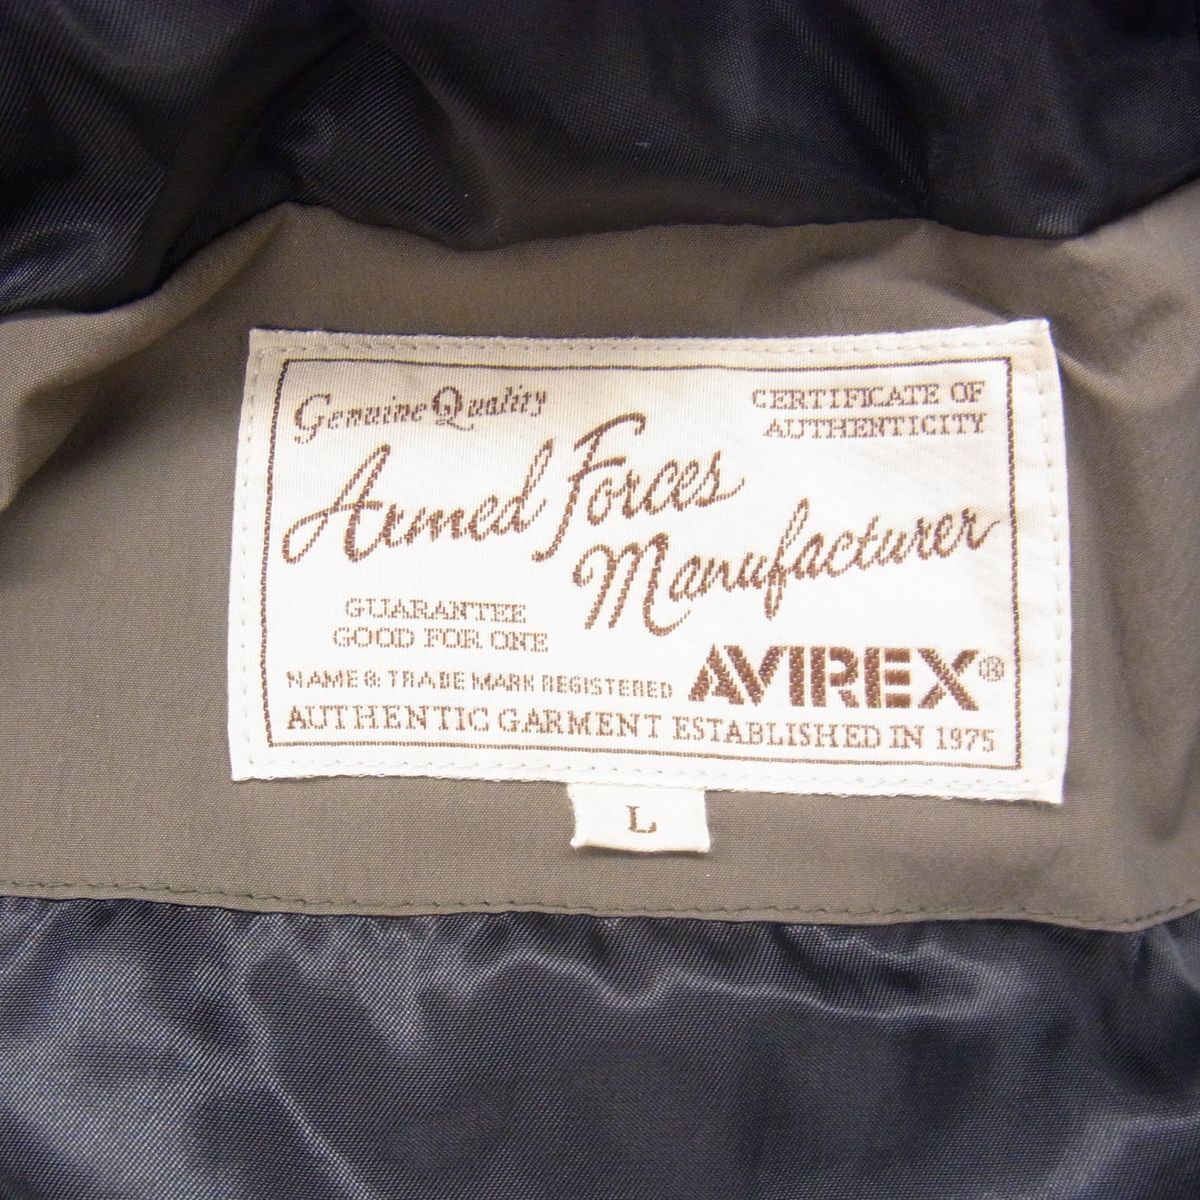 Genuine Quality
CERTIFICATE OF
AUTHENTICITY
Armed Forces
Manufacturer
GUARANTEE
GOOD FOR ONE
NAME & TRADE MARK REGISTERED
AVIREX®
AUTHENTIC GARMENT ESTABLISHED IN 1975
L